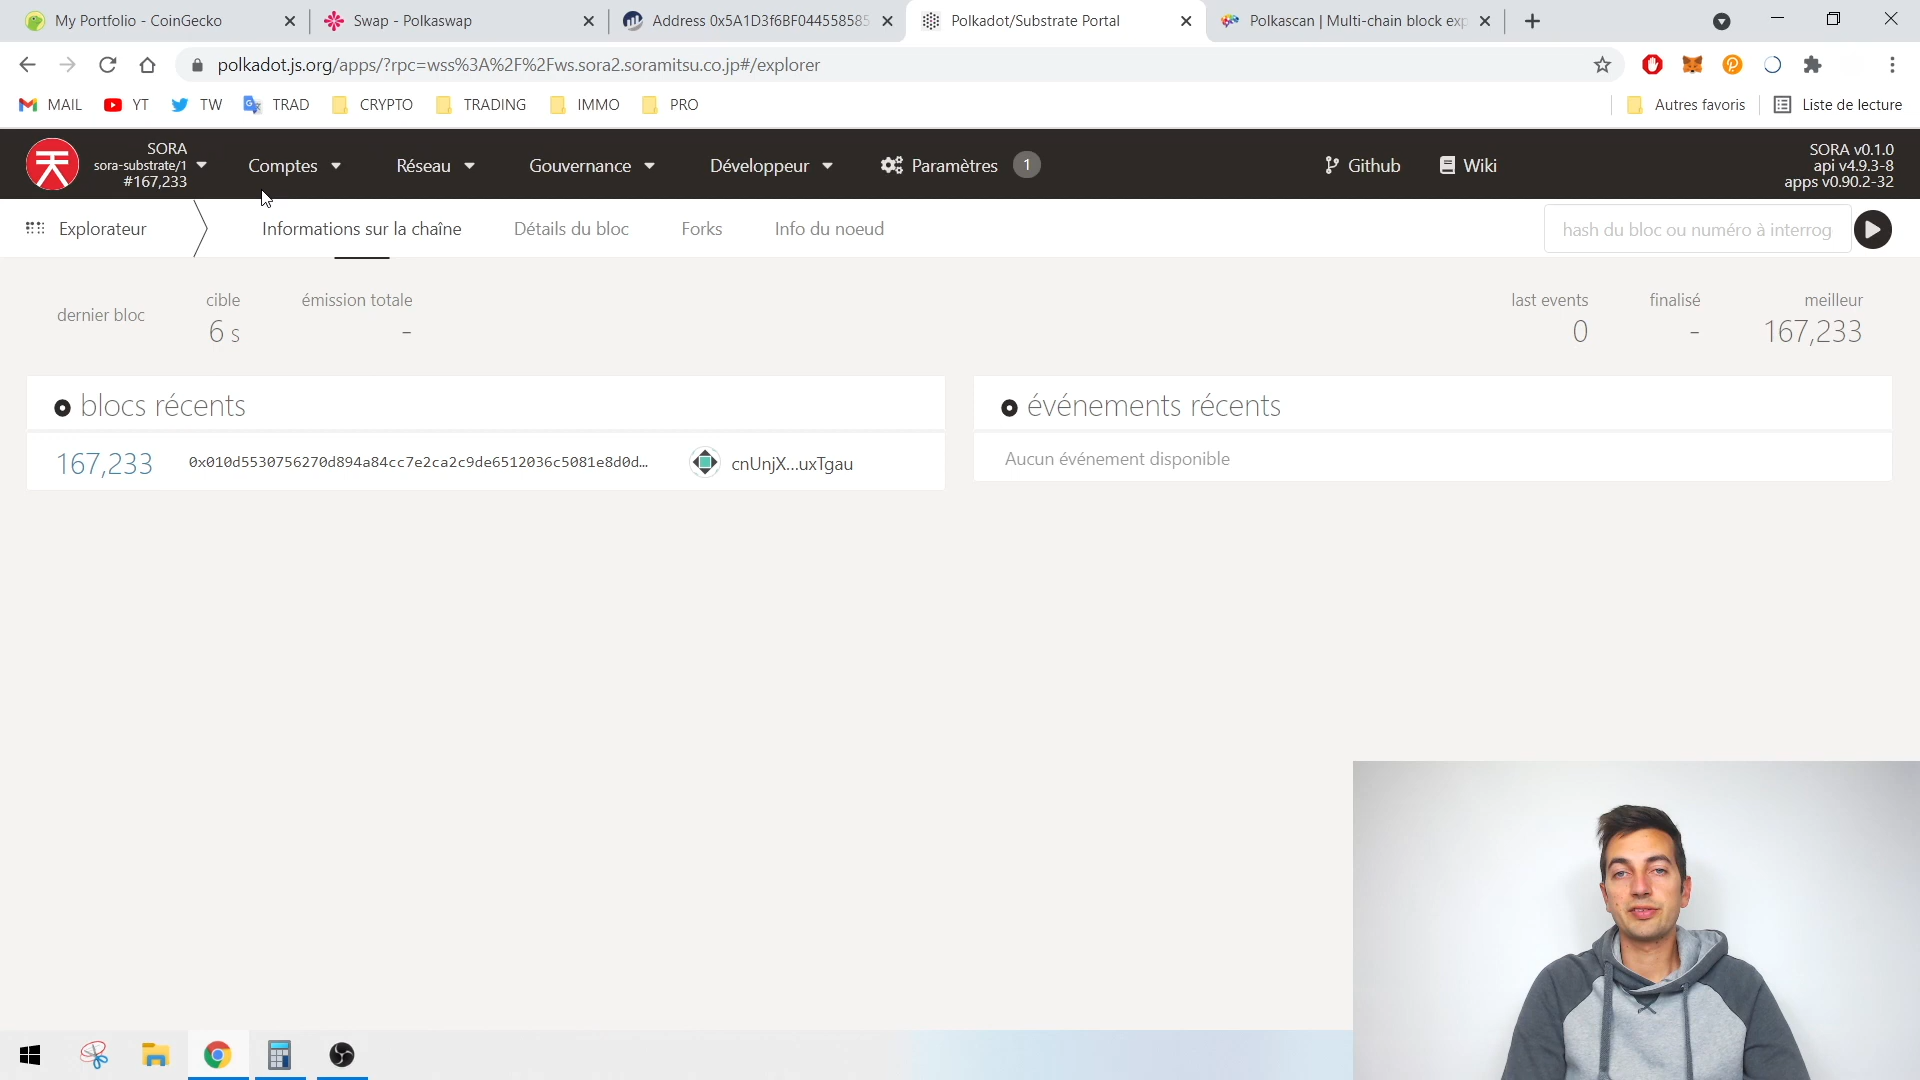 My Portfolio - CoinGecko
Swap - Polkaswap
Address 0x5A1D3f6BF044558585
Polkadot/Substrate Portal
Polkascan | Multi-chain block exp
polkadot.js.org/apps/?rpc=wss%3A%2F%2Fws.sora2.soramitsu.co.jp#/explorer
MAIL
YT
TW
TRAD
CRYPTO
TRADING
IMMO
PRO
Autres favoris
Liste de lecture
SORA
sora-substrate/1
#167,233
Comptes
Réseau
Gouvernance
Développeur
Paramètres
1
Github
Wiki
SORA v0.1.0
api v4.9.3-8
apps v0.90.2-32
Explorateur
Informations sur la chaîne
Détails du bloc
Forks
Info du noeud
hash du bloc ou numéro à interrog
dernier bloc
cible
6 s
émission totale
-
last events
0
finalisé
-
meilleur
167,233
blocs récents
167,233
0x010d5530756270d894a84cc7e2ca2c9de6512036c5081e8d0d…
cnUnjX…uxTgau
événements récents
Aucun événement disponible